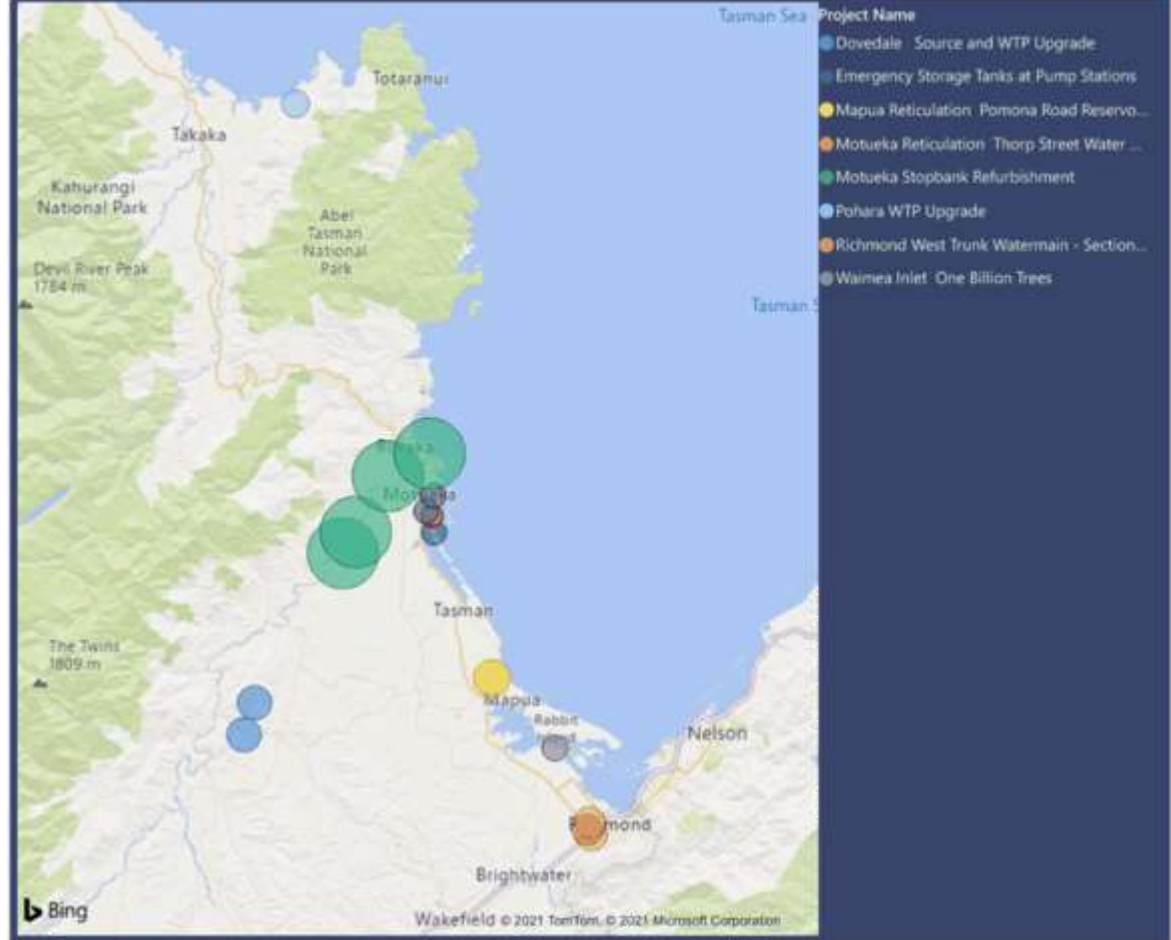 Tasman Sea
Project Name
Dovedale Source and WTP Upgrade
Emergency Storage Tanks at Pump Stations
Mapua Reticulation Pomona Road Reservo...
Motueka Reticulation Thorp Street Water ...
Motueka Stopbank Refurbishment
Pohara WTP Upgrade
Richmond West Trunk Watermain - Section...
Waimea Inlet One Billion Trees
Totaranui
Takaka
Kahurangi
National Park
Abel
Tasman
National
Park
Devil River Peak
1784 m
Tasman S
Tasman
The Twins
1809 m
Mapua
Rabbit
Nelson
Brightwater
Bing
Wakefield © 2021 TomTom, © 2021 Microsoft Corporation